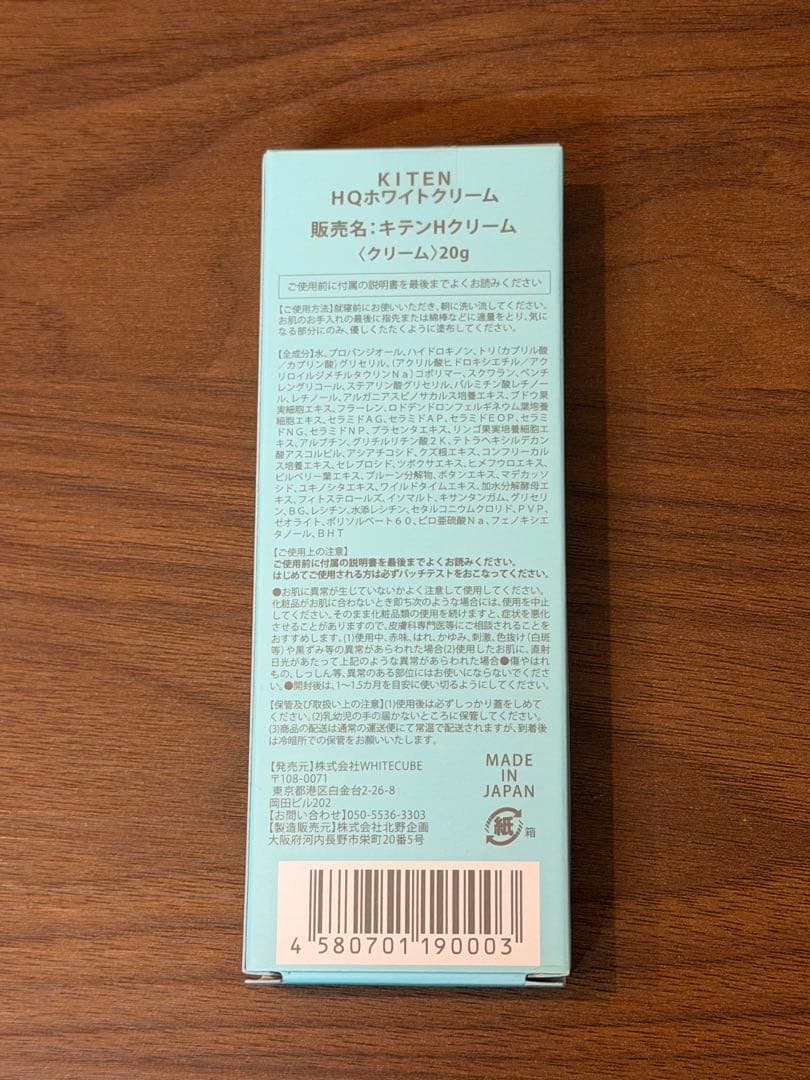 KITEN
HQホワイトクリーム
販売名：キテンHクリーム
〈クリーム〉20g
ご使用前に付属の説明書を最後までよくお読みください
【ご使用方法】就寝前にお使いいただき、朝に洗い流してください。
お肌のお手入れの最後に指先または綿棒などに適量をとり、気に
なる部分にのみ、優しくたたくように塗布してください。
【全成分】水、プロパンジオール、ハイドロキノン、トリ（カプリル酸
／カプリン酸）グリセリル、（アクリル酸ヒドロキシエチル／アク
リロイルジメチルタウリンＮａ）コポリマー、スクワラン、ペンチ
レングリコール、ステアリン酸グリセリル、パルミチン酸レチノー
ル、レチノール、アルガニアスピノサカルス培養エキス、ブドウ果
実細胞エキス、フラーレン、ロドデンドロンフェルギネウム葉培養
細胞エキス、セラミドＡＧ、セラミドＡＰ、セラミドＥＯＰ、セラミ
ドＮＧ、セラミドＮＰ、プラセンタエキス、リンゴ果実培養細胞エ
キス、アルブチン、グリチルリチン酸２Ｋ、テトラヘキシルデカン
酸アスコルビル、アシアチコシド、クズ根エキス、コンフリーカル
ス培養エキス、セレブロシド、ツボクサエキス、ヒメフウロエキス、
ビルベリー葉エキス、プルーン分解物、ボタンエキス、マデカッソ
シド、ユキノシタエキス、ワイルドタイムエキス、加水分解酵母エ
キス、フィトステロールズ、イソマルト、キサンタンガム、グリセリ
ン、ＢＧ、レシチン、水添レシチン、セタルコニウムクロリド、ＰＶＰ、
ゼオライト、ポリソルベート６０、ピロ亜硫酸Ｎａ、フェノキシエ
タノール、ＢＨＴ
【ご使用上の注意】
ご使用前に付属の説明書を最後までよくお読みください。
はじめてご使用される方は必ずパッチテストをおこなってください。
●お肌に異常が生じていないかよく注意して使用してください。
化粧品がお肌に合わないとき即ち次のような場合には、使用を中止
してください。そのまま化粧品類の使用を続けますと、症状を悪化
させることがありますので、皮膚科専門医等にご相談されることを
おすすめします。(1)使用中、赤味、はれ、かゆみ、刺激、色抜け（白斑
等）や黒ずみ等の異常があらわれた場合(2)使用したお肌に、直射
日光があたって上記のような異常があらわれた場合●傷やはれ
もの、しっしん等、異常のある部位にはお使いにならないでくださ
い。●開封後は、1〜1.5カ月を目安に使い切るようにしてください。
【保管及び取扱い上の注意】(1)使用後は必ずしっかり蓋をしめて
ください。(2)乳幼児の手の届かないところに保管してください。
(3)商品の配送は通常の運送便にて常温で配送されますが、到着後
は冷暗所での保管をお願いいたします。
【発売元】株式会社WHITECUBE
〒108-0071
東京都港区白金台2-26-8
岡田ビル202
【お問い合わせ】050-5536-3303
【製造販売元】株式会社北野企画
大阪府河内長野市栄町20番5号
MADE
IN
JAPAN
紙 箱
4 580701 190003